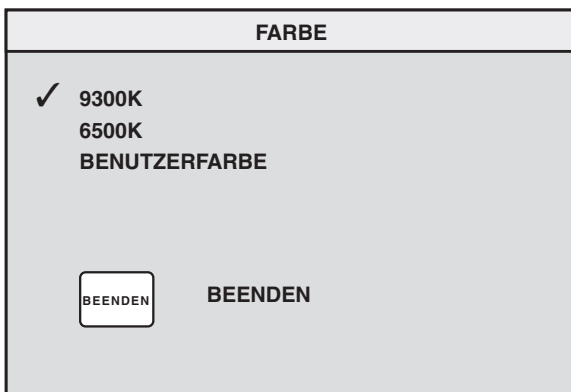 FARBE
✓ 9300K
6500K
BENUTZERFARBE
BEENDEN BEENDEN